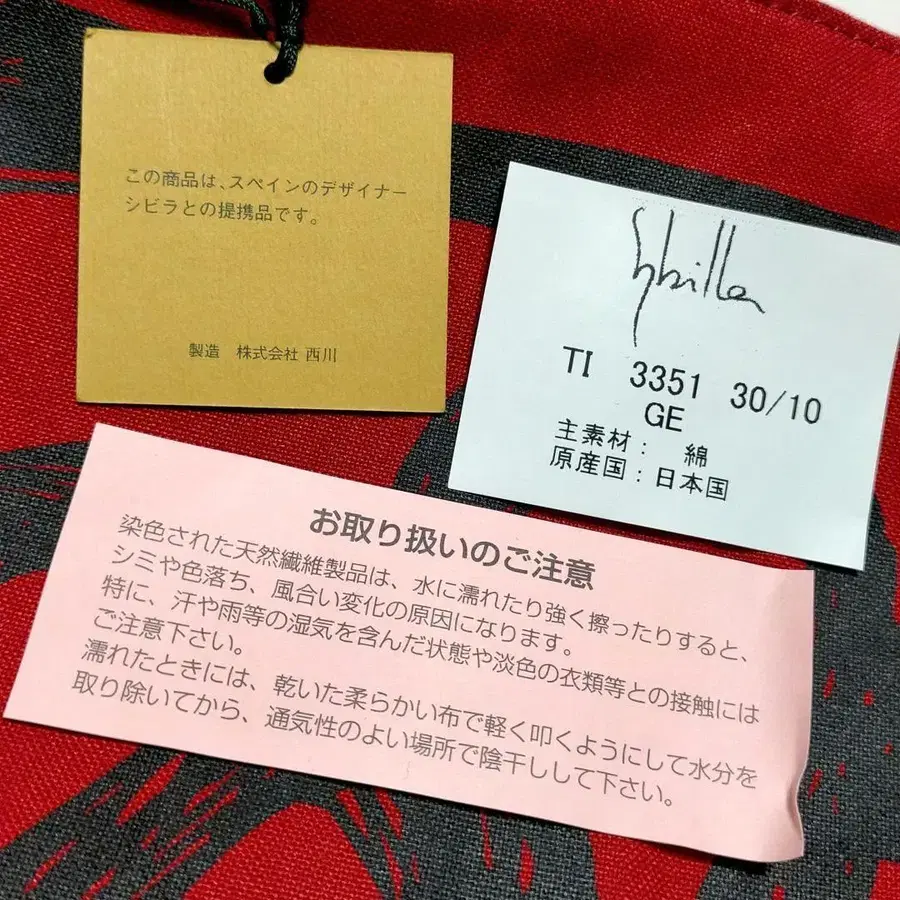 この商品は、スペインのデザイナー
シビラとの提携品です。
製造 株式会社 西川
Sybilla
TI 3351 30/10
GE
主素材： 綿
原産国：日本国
お取り扱いのご注意
染色された天然繊維製品は、水に濡れたり強く擦ったりすると、
シミや色落ち、風合い変化の原因になります。
特に、汗や雨等の湿気を含んだ状態や淡色の衣類等との接触には
ご注意下さい。
濡れたときには、乾いた柔らかい布で軽く叩くようにして水分を
取り除いてから、通気性のよい場所で陰干しして下さい。